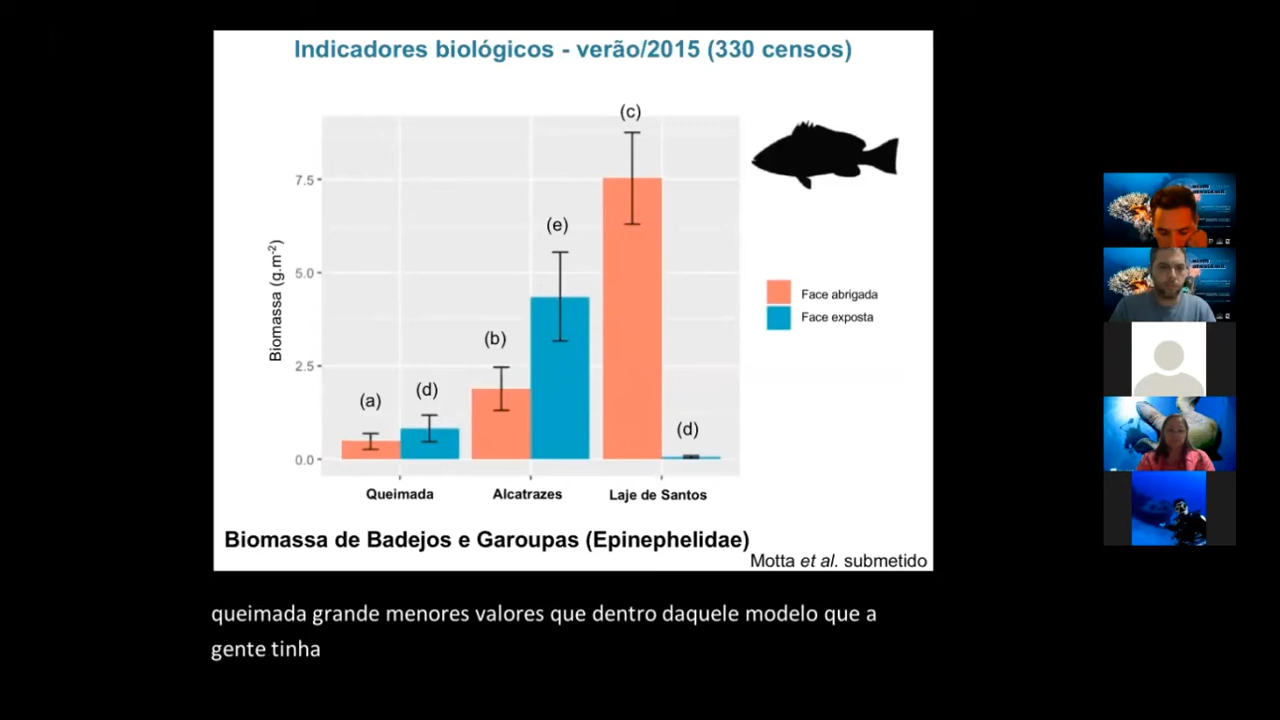 Indicadores biológicos - verão/2015 (330 censos)
(c)
7.5
(e)
5.0
Biomassa (g.m-2)
Face abrigada
Face exposta
(b)
2.5
(a)
(d)
(d)
0.0
Queimada
Alcatrazes
Laje de Santos
Biomassa de Badejos e Garoupas (Epinephelidae)
Motta et al. submetido
queimada grande menores valores que dentro daquele modelo que a
gente tinha